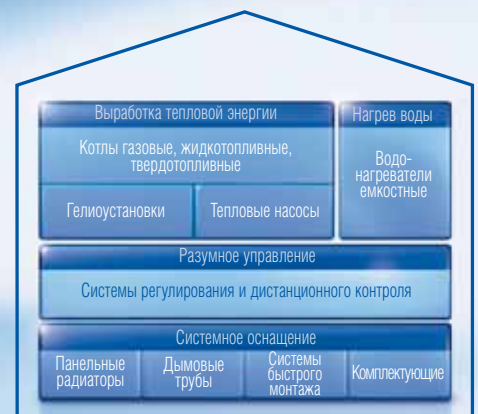 Выработка тепловой энергии
Котлы газовые, жидкотопливные,
твердотопливные
Гелиоустановки
Тепловые насосы
Нагрев воды
Водо-
нагреватели
емкостные
Разумное управление
Системы регулирования и дистанционного контроля
Системное оснащение
Панельные
радиаторы
Дымовые
трубы
Системы
быстрого
монтажа
Комплектующие